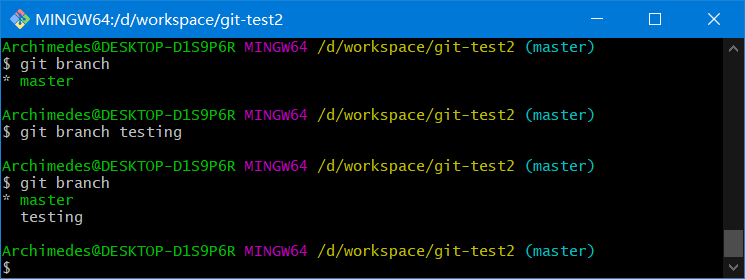 MINGW64:/d/workspace/git-test2
Archimedes@DESKTOP-D1S9P6R MINGW64 /d/workspace/git-test2 (master)
$ git branch
* master
Archimedes@DESKTOP-D1S9P6R MINGW64 /d/workspace/git-test2 (master)
$ git branch testing
Archimedes@DESKTOP-D1S9P6R MINGW64 /d/workspace/git-test2 (master)
$ git branch
* master
  testing
Archimedes@DESKTOP-D1S9P6R MINGW64 /d/workspace/git-test2 (master)
$